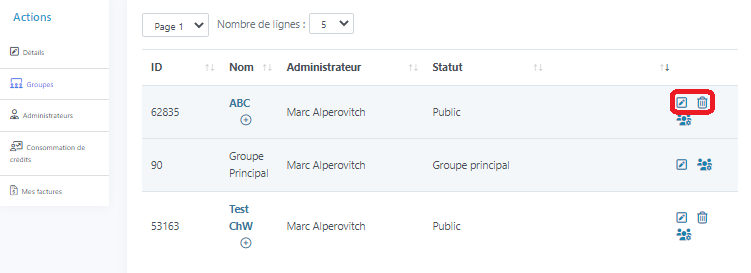 Actions
Détails
Groupes
Administrateurs
Consommation de
crédits
Mes factures
Page 1
Nombre de lignes :
5
ID Nom Administrateur Statut
62835 ABC Marc Alperovitch Public
90 Groupe
Principal Marc Alperovitch Groupe principal
53163 Test
ChW Marc Alperovitch Public